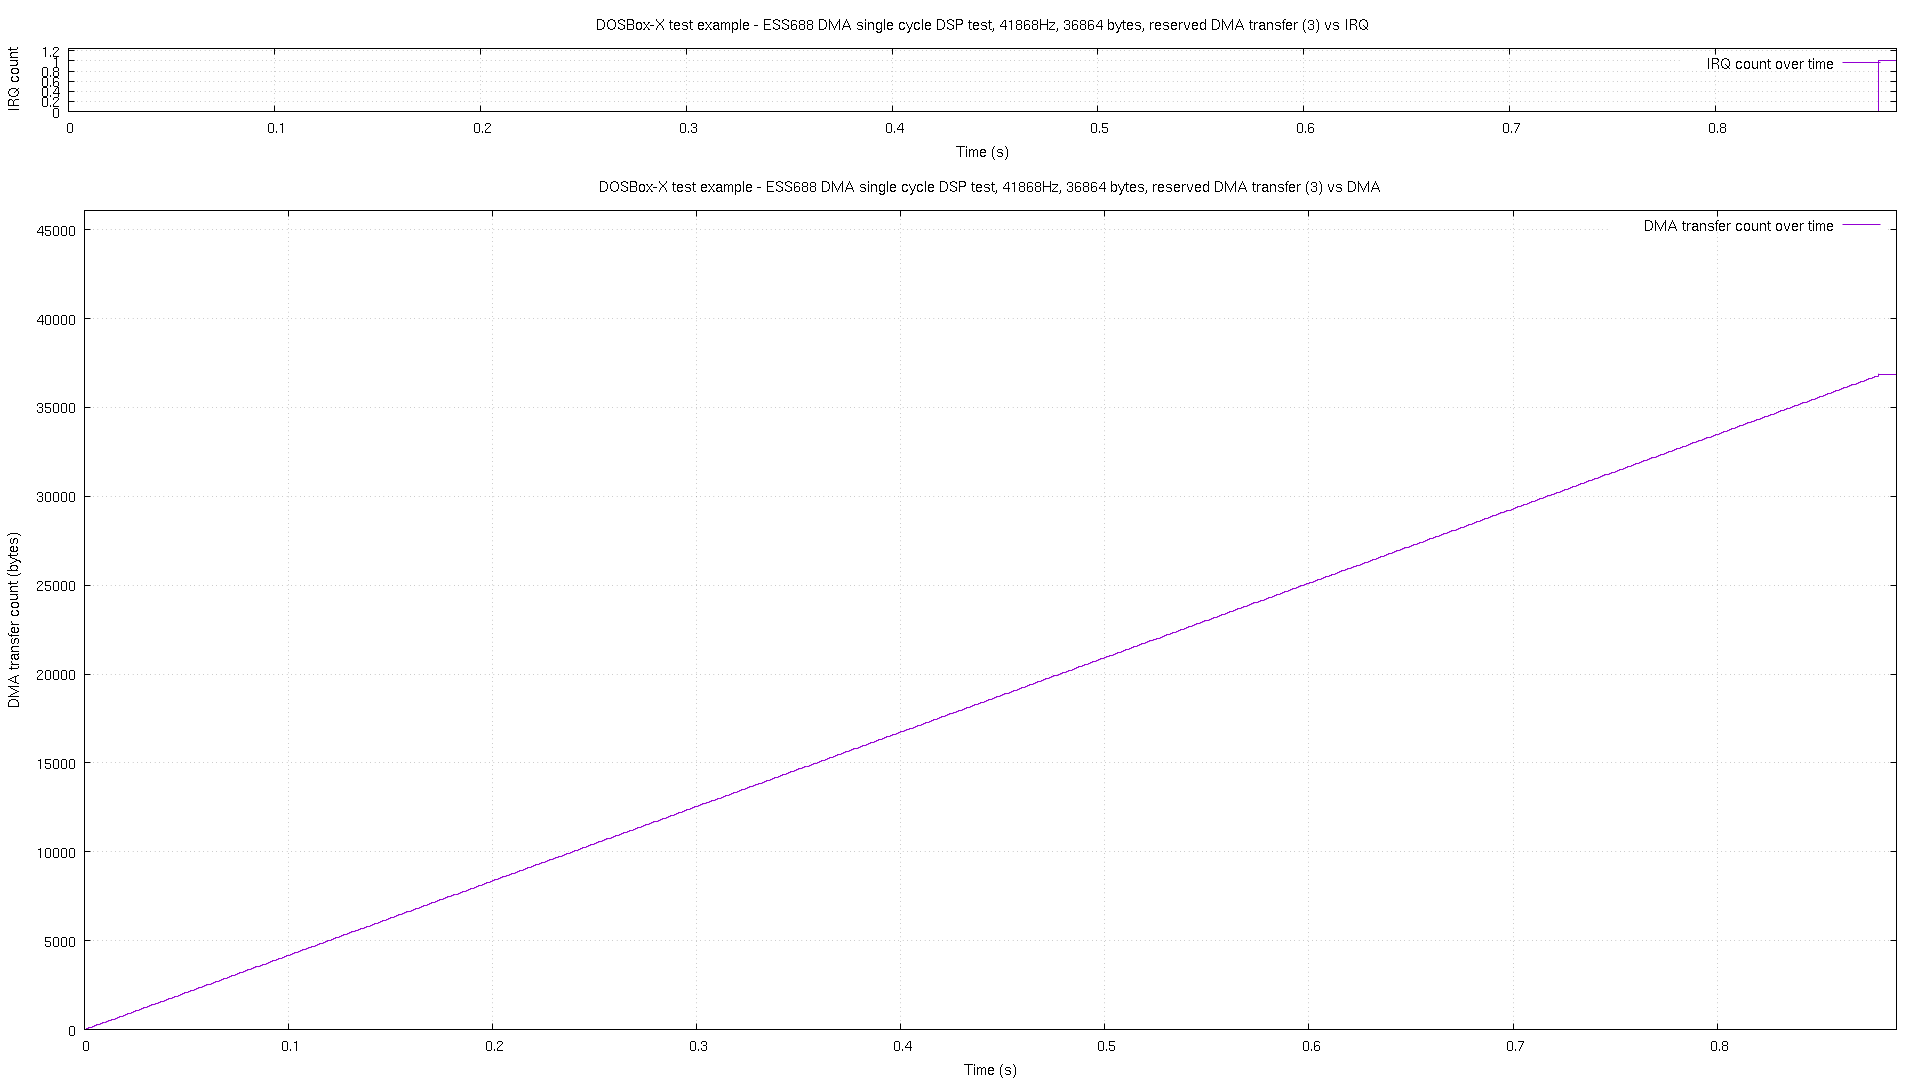 DOSBox-X test example - ESS688 DMA single cycle DSP test, 41868Hz, 36864 bytes, reserved DMA transfer (3) vs IRQ
IRQ count
1.2
1
0.8
0.6
0.4
0.2
0
IRQ count over time
0 0.1 0.2 0.3 0.4 0.5 0.6 0.7 0.8
Time (s)
DOSBox-X test example - ESS688 DMA single cycle DSP test, 41868Hz, 36864 bytes, reserved DMA transfer (3) vs DMA
DMA transfer count over time
DMA transfer count (bytes)
45000
40000
35000
30000
25000
20000
15000
10000
5000
0
0 0.1 0.2 0.3 0.4 0.5 0.6 0.7 0.8
Time (s)